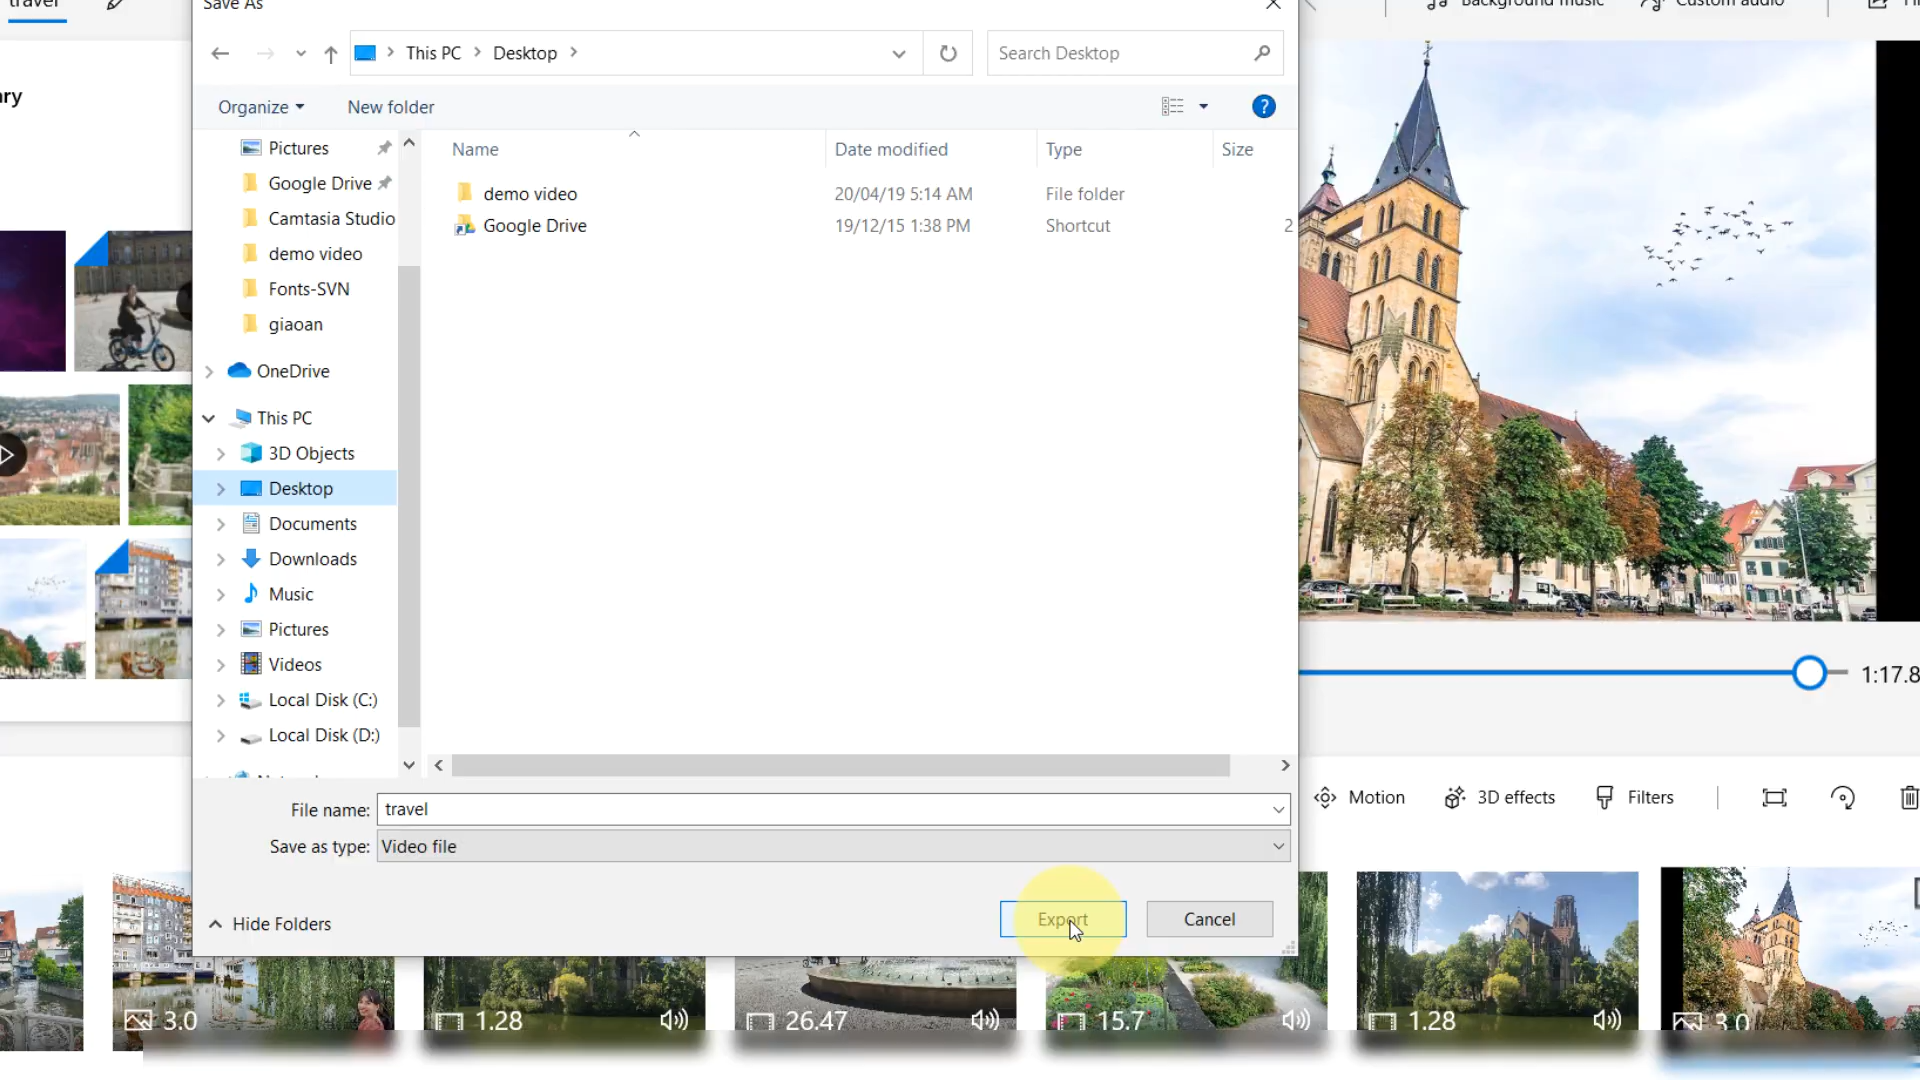 travel
Save As
Background music
Custom audio
This PC
Desktop
Search Desktop
ry
Organize
New folder
?
Name
Date modified
Type
Size
Pictures
Google Drive
Camtasia Studio
demo video
Fonts-SVN
giaoan
OneDrive
This PC
3D Objects
Desktop
Documents
Downloads
Music
Pictures
Videos
Local Disk (C:)
Local Disk (D:)
demo video
20/04/19 5:14 AM
File folder
Google Drive
19/12/15 1:38 PM
Shortcut
2
1:17.8
File name:
travel
Save as type:
Video file
Motion
3D effects
Filters
Hide Folders
Export
Cancel
3.0
1.28
26.47
15.7
1.28
3.0